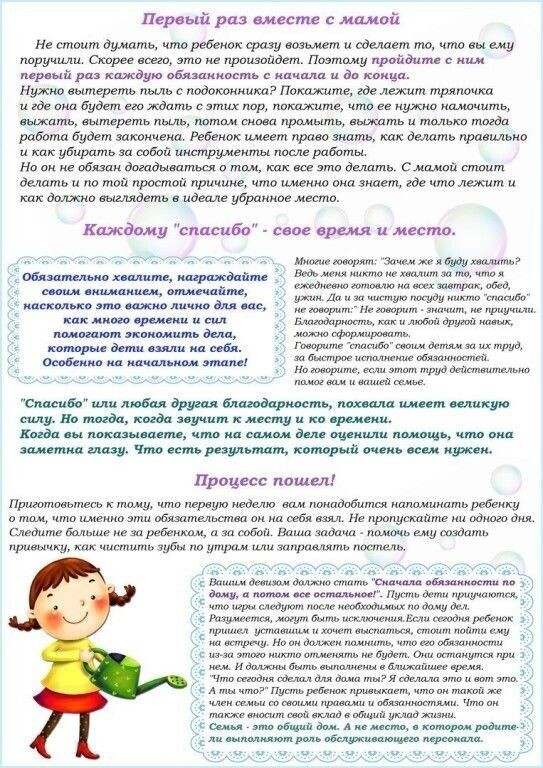 Первый раз вместе с мамой
Не стоит думать, что ребенок сразу возьмет и сделает то, что вы ему
поручили. Скорее всего, это не произойдет. Поэтому пройдите с ним
первый раз каждую обязанность с начала и до конца.
Нужно вытереть пыль с подоконника? Покажите, где лежит тряпочка
и где она будет его ждать с этих пор, покажите, что ее нужно намочить,
выжать, вытереть пыль, потом снова промыть, выжать и только тогда
работа будет закончена. Ребенок имеет право знать, как делать правильно
и как убирать за собой инструменты после работы.
Но он не обязан догадываться о том, как все это делать. С мамой стоит
делать и по той простой причине, что именно она знает, где что лежит и
как должно выглядеть в идеале убранное место.
Каждому "спасибо" - свое время и место.
Обязательно хвалите, награждайте
своим вниманием, отмечайте,
насколько это важно лично для вас,
как много времени и сил
помогают экономить дела,
которые дети взяли на себя.
Особенно на начальном этапе!
Многие говорят: "Зачем же я буду хвалить?
Ведь меня никто не хвалит за то, что я
ежедневно готовлю на всех завтрак, обед,
ужин. Да и за чистую посуду никто "спасибо"
не говорит:" Не говорит - значит, не приучили.
Благодарность, как и любой другой навык,
можно сформировать.
Говорите "спасибо" своим детям за их труд,
за быстрое исполнение обязанностей.
Но говорите, если этот труд действительно
помог вам и вашей семье.
"Спасибо" или любая другая благодарность, похвала имеет великую
силу. Но тогда, когда звучит к месту и ко времени.
Когда вы показываете, что на самом деле оценили помощь, что она
заметна глазу. Что есть результат, который очень всем нужен.
Процесс пошел!
Приготовьтесь к тому, что первую неделю вам понадобится напоминать ребенку
о том, что именно эти обязательства он на себя взял. Не пропускайте ни одного дня.
Следите больше не за ребенком, а за собой. Ваша задача - помочь ему создать
привычку, как чистить зубы по утрам или заправлять постель.
Вашим девизом должно стать "Сначала обязанности по
дому, а потом все остальное!". Пусть дети приучаются,
что игры следуют после необходимых по дому дел.
Разумеется, могут быть исключения.Если сегодня ребенок
пришел уставшим и хочет выспаться, стоит пойти ему
на встречу. Но он должен помнить, что его обязанности
из-за этого никто отменять не будет. Они останутся при
нем. И должны быть выполнены в ближайшее время.
"Что сегодня сделал для дома ты? Я сделала это и вот это.
А ты что?" Пусть ребенок привыкает, что он такой же
член семьи со своими правами и обязанностями. Что он
также вносит свой вклад в общий уклад жизни.
Семья - это общий дом. А не место, в котором родите-
ли выполняют роль обслуживающего персонала.